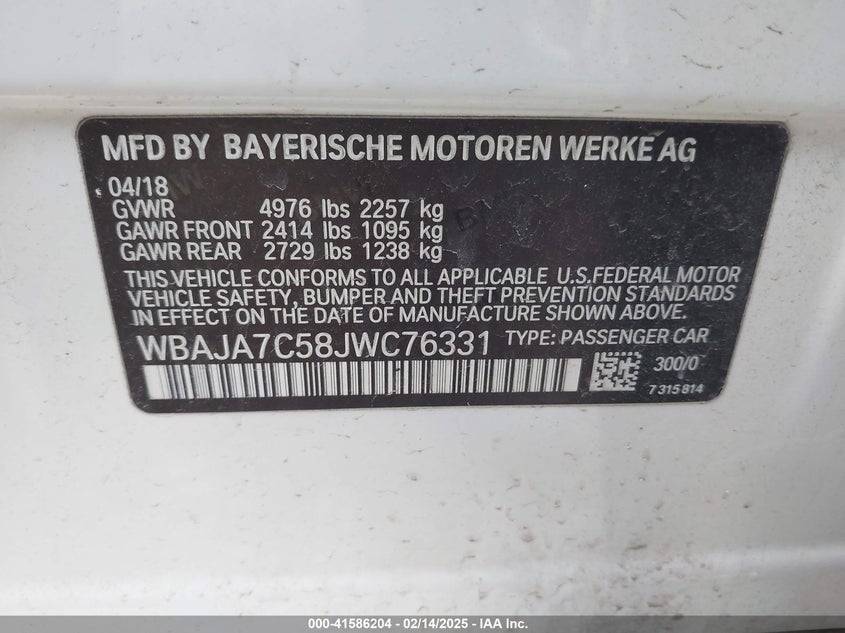 MFD BY BAYERISCHE MOTOREN WERKE AG
04/18
GVWR 4976 lbs 2257 kg
GAWR FRONT 2414 lbs 1095 kg
GAWR REAR 2729 lbs 1238 kg
THIS VEHICLE CONFORMS TO ALL APPLICABLE U.S.FEDERAL MOTOR
VEHICLE SAFETY, BUMPER AND THEFT PREVENTION STANDARDS
IN EFFECT ON THE DATE OF MANUFACTURE SHOWN ABOVE.
WBAJA7C58JWC76331 TYPE: PASSENGER CAR
300/0
7 315 814
000-41586204 - 02/14/2025 - IAA Inc.